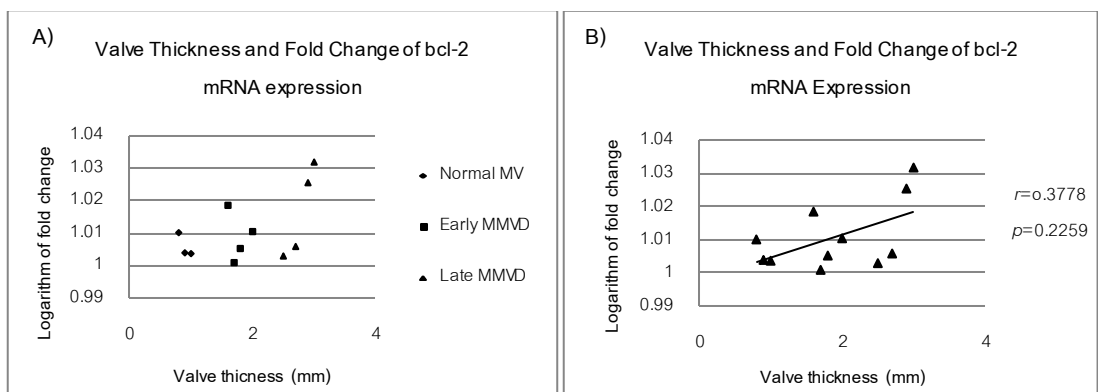 A)
Valve Thickness and Fold Change of bcl-2
mRNA expression
Logarithm of fold change
1.04
1.03
1.02
1.01
1
0.99
0
2
4
Valve thicness (mm)
Normal MV
Early MMVD
Late MMVD
B)
Valve Thickness and Fold Change of bcl-2
mRNA Expression
Logarithm of fold change
1.04
1.03
1.02
1.01
1
0.99
0
2
4
Valve thickness (mm)
r=o.3778
p=0.2259